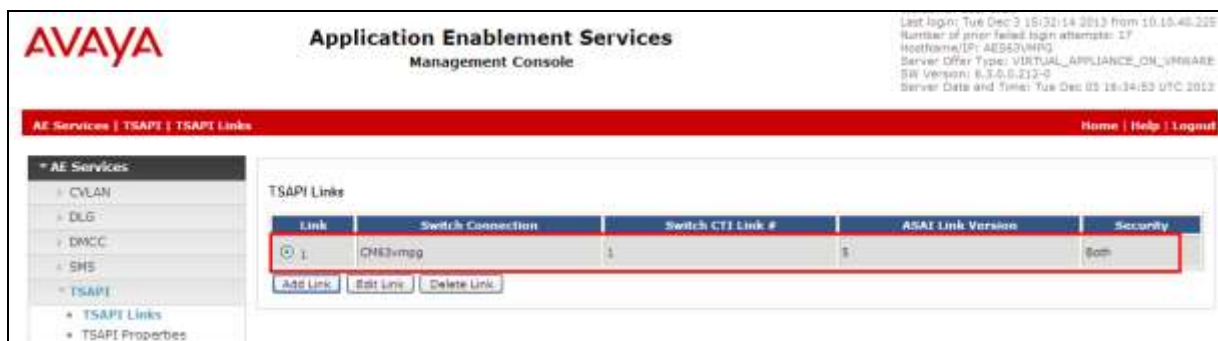 AVAYA
Application Enablement Services
Management Console
Last login: Tue Dec 3 15:32:14 2013 from 10.10.40.225
Number of prior failed login attempts: 17
HostName/IP: AES63VMPG
Server Offer Type: VIRTUAL_APPLIANCE_ON_VMWARE
SW Version: 6.3.0.0.212-0
Server Date and Time: Tue Dec 03 16:34:53 UTC 2013
AE Services | TSAPI | TSAPI Links
Home | Help | Logout
AE Services
CVLAN
DLG
DMCC
SMS
TSAPI
TSAPI Links
TSAPI Properties
TSAPI Links
Link Switch Connection Switch CTI Link # ASAI Link Version Security
1 CM63vmpg 1 5 Both
Add Link Edit Link Delete Link